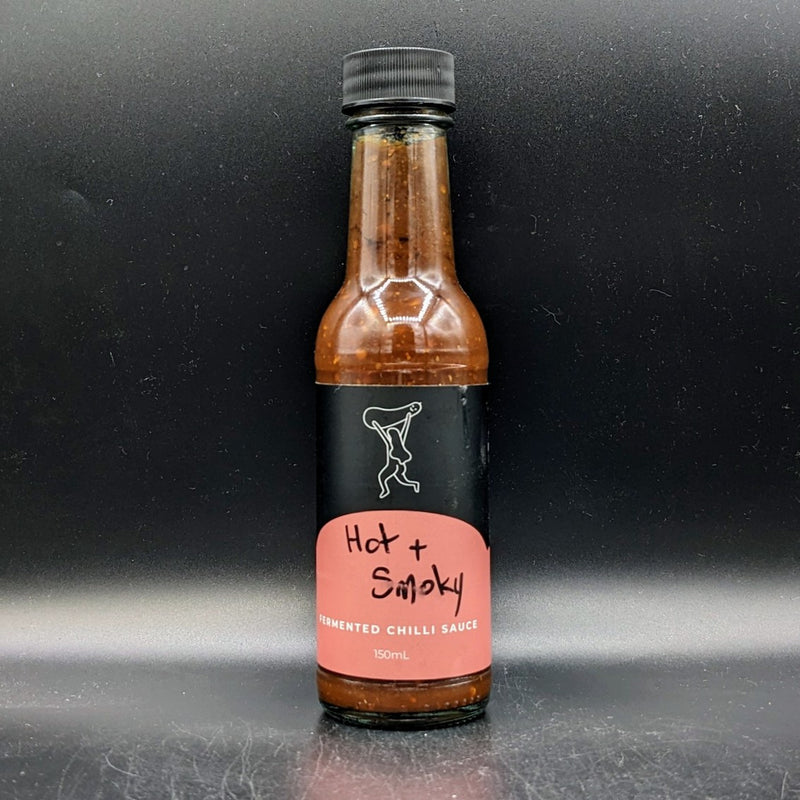 Hot +
Smoky
FERMENTED CHILLI SAUCE
150mL